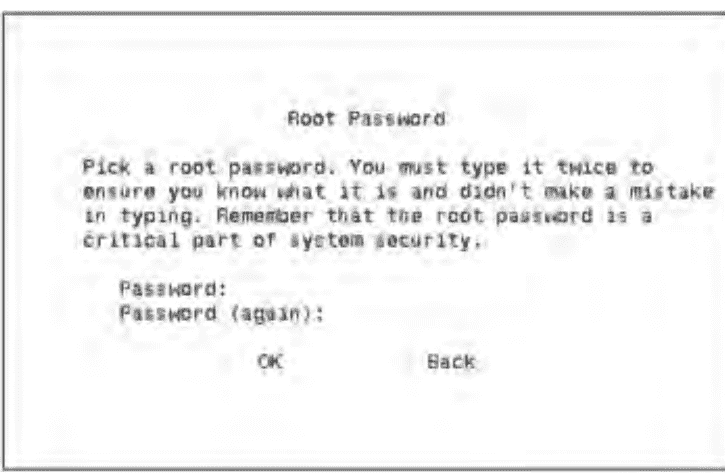 Root Password
Pick a root password. You must type it twice to
ensure you know what it is and didn't make a mistake
in typing. Remember that the root password is a
critical part of system security.
Password:
Password (again):
OK Back